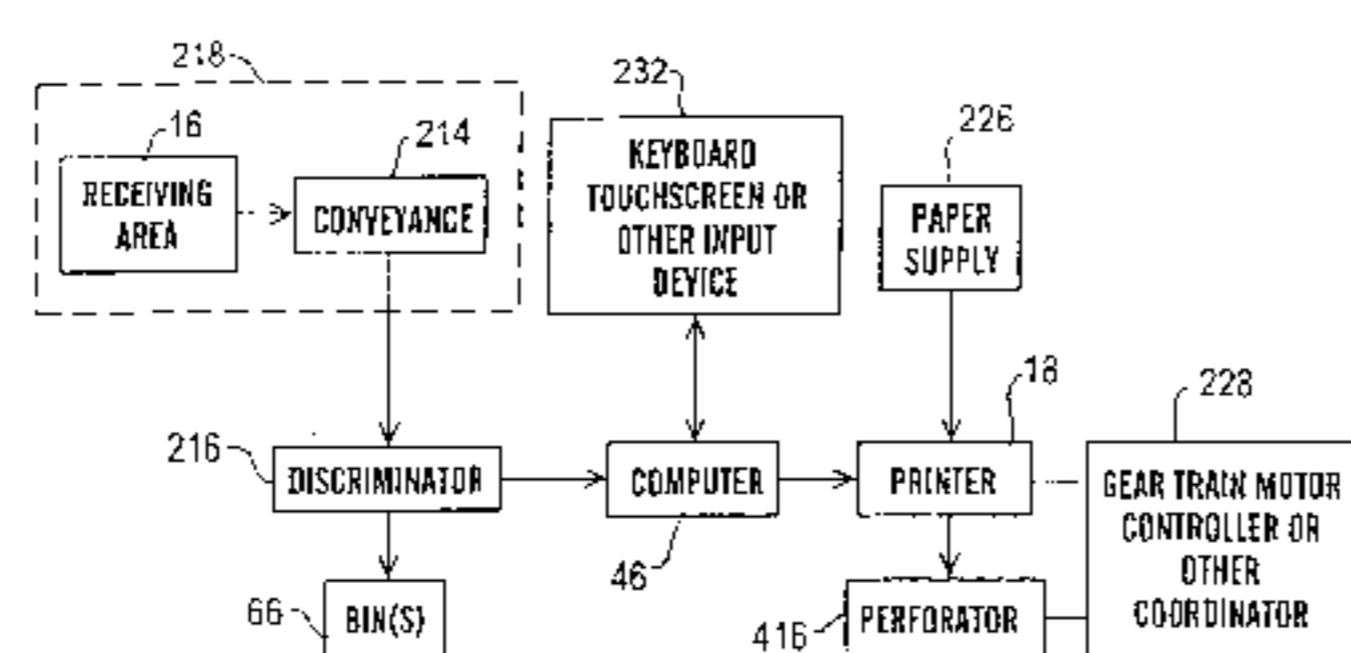 218
232
226
16
214
KEYBOARD
TOUCHSCREEN OR
OTHER INPUT
DEVICE
RECEIVING
AREA
CONVEYANCE
PAPER
SUPPLY
18
228
216
DISCRIMINATOR
COMPUTER
PRINTER
GEAR TRAIN MOTOR
CONTROLLER OR
OTHER
COORDINATOR
46
66
BIN(S)
416
PERFORATOR